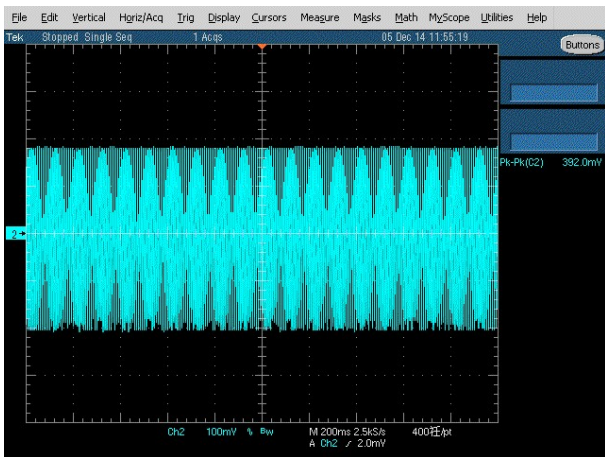 File Edit Vertical Horiz/Acq Trig Display Cursors Measure Masks Math MyScope Utilities Help
Tek Stopped Single Seq 1 Acqs 05 Dec 14 11:55:19
Buttons
Pk-Pk(C2) 392.0mV
2
Ch2 100mV % Bw M 200ms 2.5kS/s 400 /pt
A Ch2 2.0mV